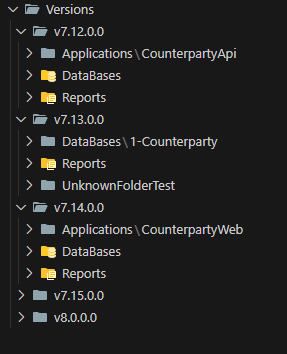 Versions
v7.12.0.0
Applications\CounterpartyApi
DataBases
Reports
v7.13.0.0
DataBases\1-Counterparty
Reports
UnknownFolderTest
v7.14.0.0
Applications\CounterpartyWeb
DataBases
Reports
v7.15.0.0
v8.0.0.0